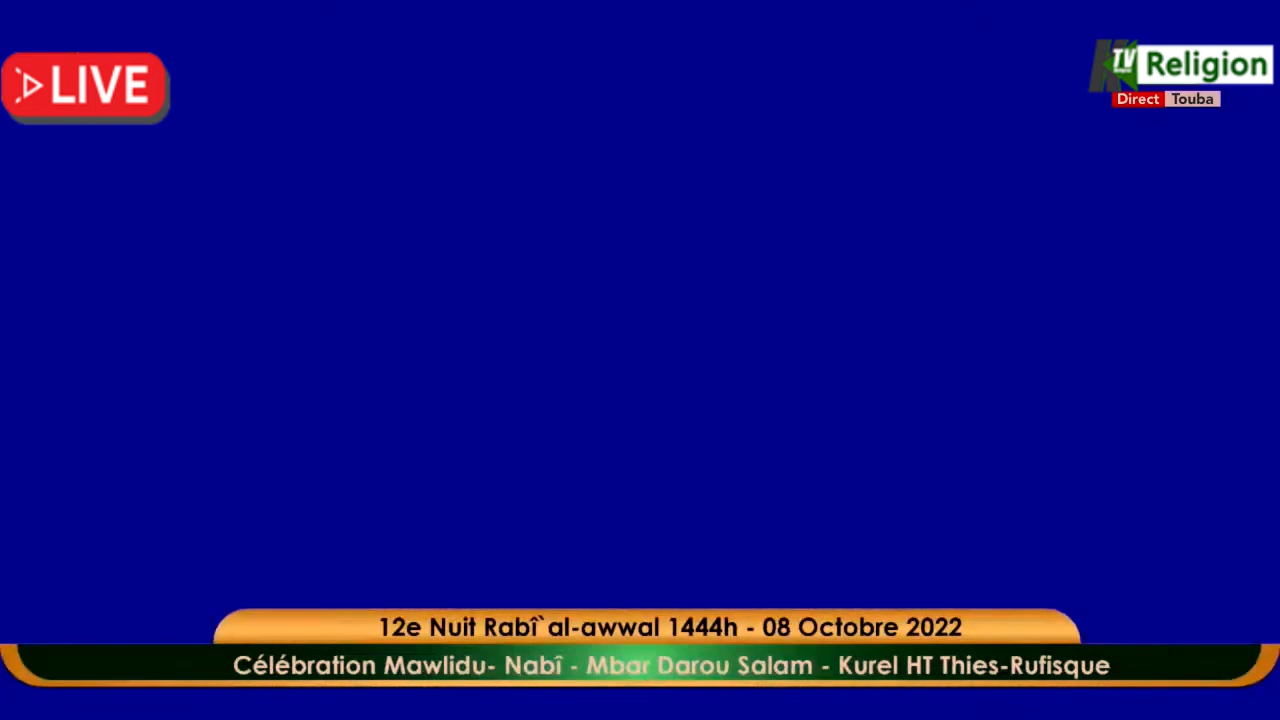 LIVE
TV Religion
Direct Touba
12e Nuit Rabî`al-awwal 1444h - 08 Octobre 2022
Célébration Mawlidu- Nabî - Mbar Darou Salam - Kurel HT Thies-Rufisque